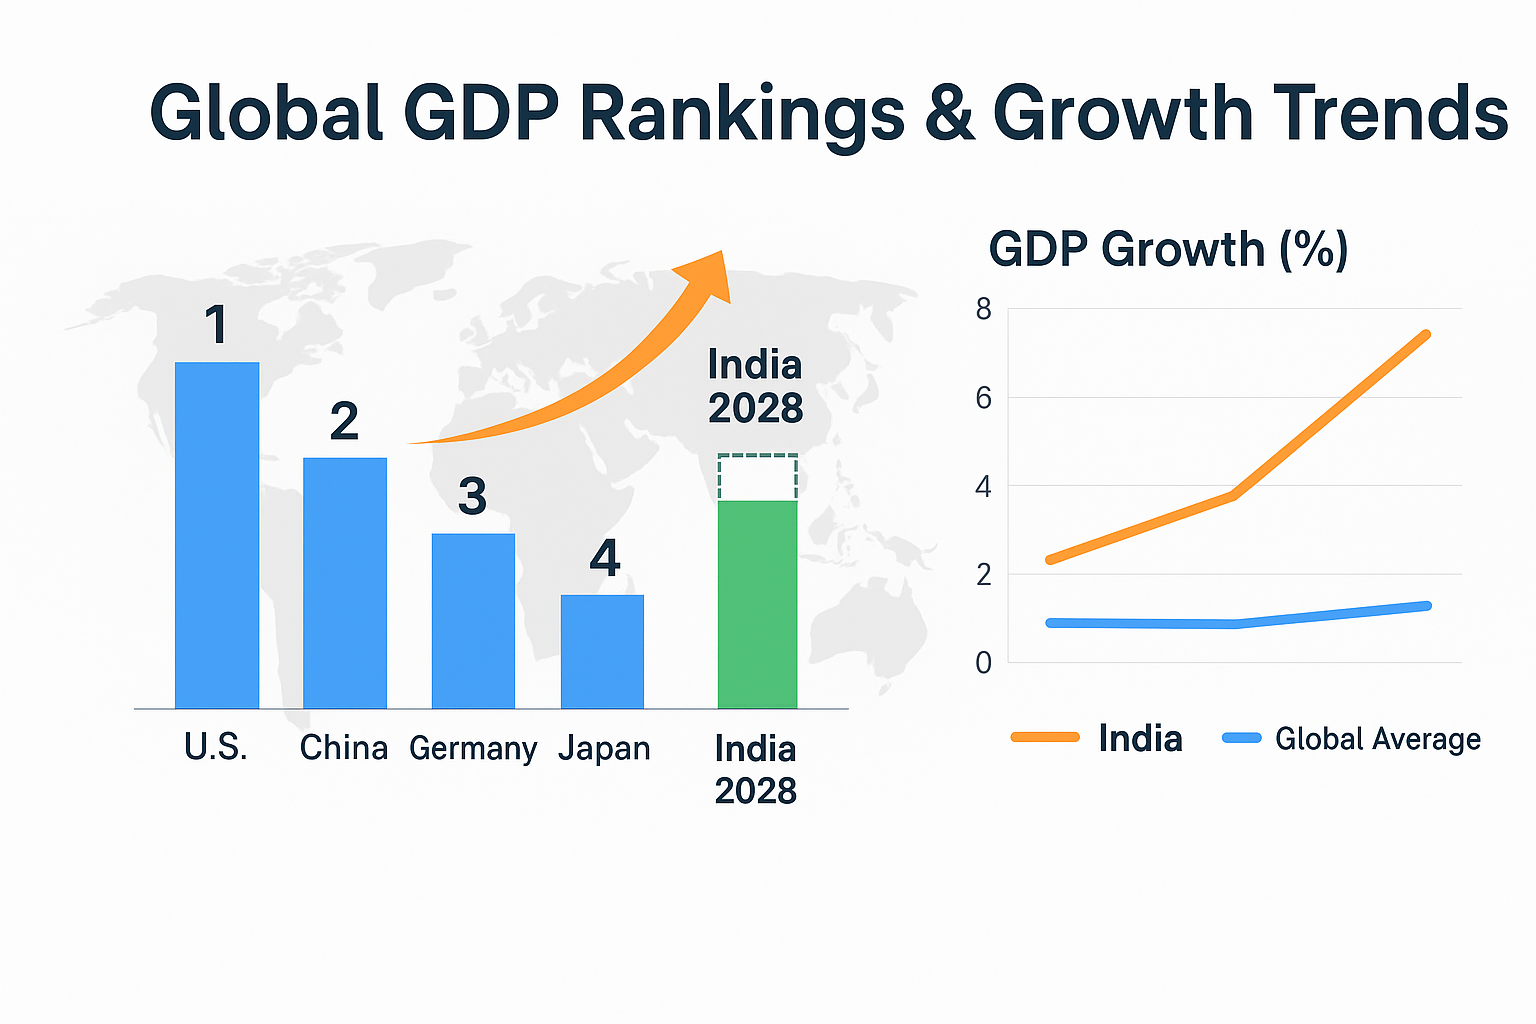 Global GDP Rankings & Growth Trends
1
2
3
4
India
2028
U.S.
China
Germany
Japan
India
2028
GDP Growth (%)
8
6
4
2
0
India
Global Average